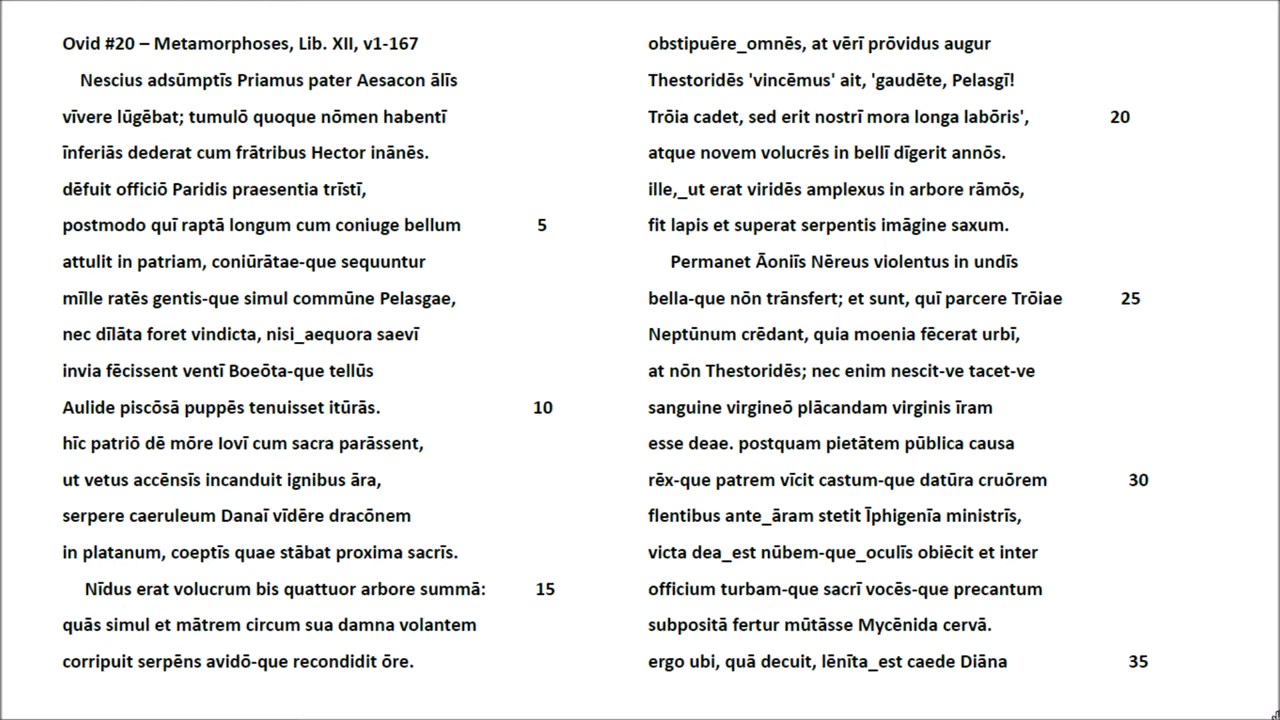 Ovid #20 – Metamorphoses, Lib. XII, v1-167
Nescius adsūmptīs Priamus pater Aesacon ālīs
vīvere lūgēbat; tumulō quoque nōmen habentī
īnferiās dederat cum frātribus Hector inānēs.
dēfuit officiō Paridis praesentia trīstī,
postmodo quī raptā longum cum coniuge bellum 5
attulit in patriam, coniūrātae-que sequuntur
mīlle ratēs gentis-que simul commūne Pelasgae,
nec dīlāta foret vindicta, nisi_aequora saevī
invia fēcissent ventī Boeōta-que tellūs
Aulide piscōsā puppēs tenuisset itūrās. 10
hīc patriō dē mōre Iovī cum sacra parāssent,
ut vetus accēnsīs incanduit ignibus āra,
serpere caeruleum Danaī vīdēre dracōnem
in platanum, coeptīs quae stābat proxima sacrīs.
Nīdus erat volucrum bis quattuor arbore summā: 15
quās simul et mātrem circum sua damna volantem
corripuit serpēns avidō-que recondidit ōre.
obstipuēre_omnēs, at vērī prōvidus augur
Thestoridēs 'vincēmus' ait, 'gaudēte, Pelasgī!
Trōia cadet, sed erit nostrī mora longa labōris', 20
atque novem volucrēs in bellī dīgerit annōs.
ille,_ut erat viridēs amplexus in arbore rāmōs,
fit lapis et superat serpentis imāgine saxum.
Permanet Āoniīs Nēreus violentus in undīs
bella-que nōn trānsfert; et sunt, quī parcere Trōiae 25
Neptūnum crēdant, quia moenia fēcerat urbī,
at nōn Thestoridēs; nec enim nescit-ve tacet-ve
sanguine virgineō plācandam virginis īram
esse deae. postquam pietātem pūblica causa
rēx-que patrem vīcit castum-que datūra cruōrem 30
flentibus ante_āram stetit Īphigenīa ministrīs,
victa dea_est nūbem-que_oculīs obiēcit et inter
officium turbam-que sacrī vōcēs-que precantum
subpositā fertur mūtāsse Mycēnida cervā.
ergo ubi, quā decuit, lēnīta_est caede Diāna 35